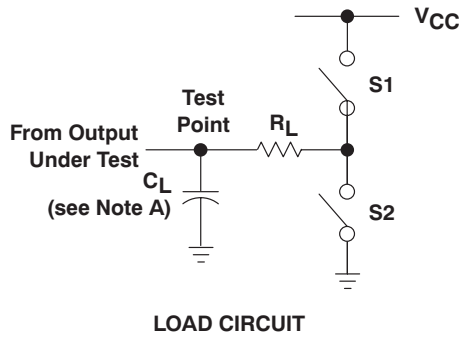 VCC
S1
Test
Point
RL
From Output
Under Test
CL
(see Note A)
S2
LOAD CIRCUIT